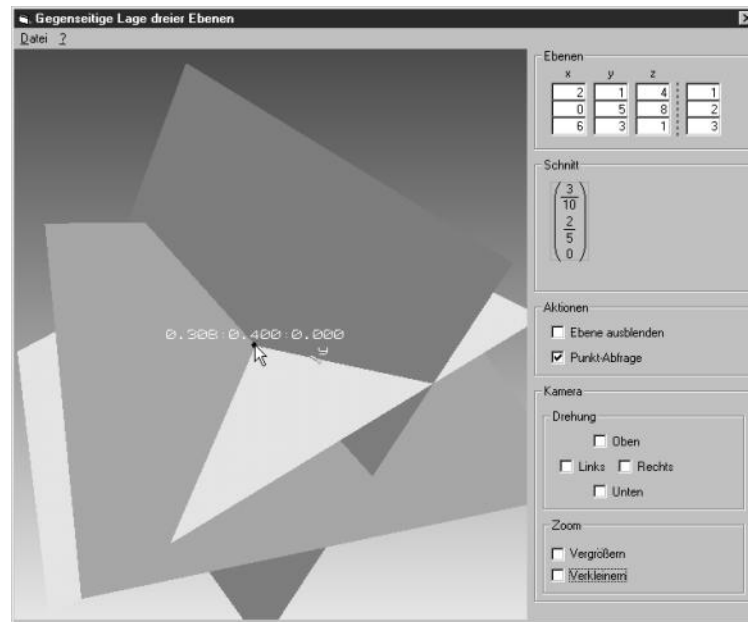 Gegenseitige Lage dreier Ebenen
Datei ?
Ebenen
x y z
2 1 4 1
0 5 8 2
6 3 1 3
Schnitt
3
10
2
5
0
0.308:0.400:0.000
y
Aktionen
Ebene ausblenden
Punkt-Abfrage
Kamera
Drehung
Oben
Links Rechts
Unten
Zoom
Vergrößern
Verkleinern